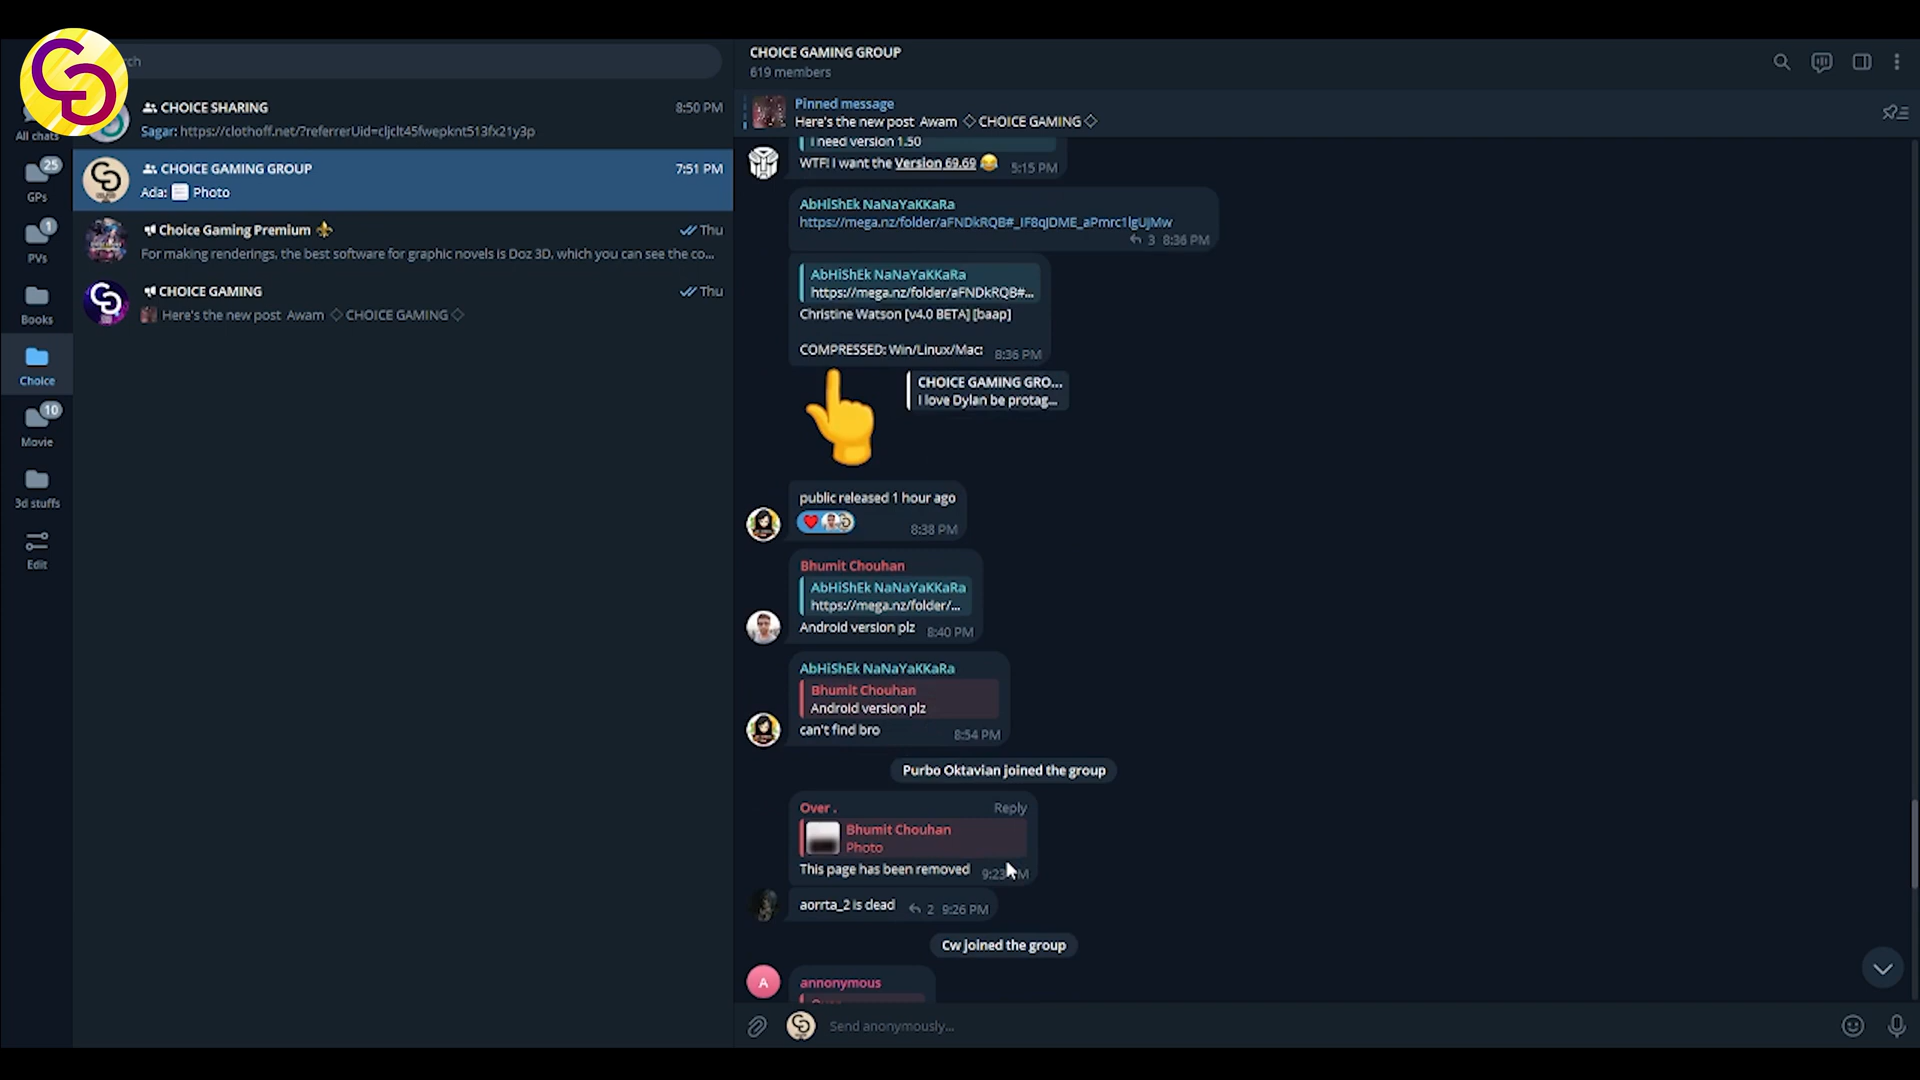 rch
All chats
25
GPs
1
PVs
Books
Choice
10
Movie
3d stuffs
Edit
CHOICE SHARING
8:50 PM
Sagar: https://clothoff.net/?referrerUid=cljclt45fwepknt513fx21y3p
CHOICE GAMING GROUP
7:51 PM
Ada: Photo
Choice Gaming Premium
Thu
For making renderings, the best software for graphic novels is Doz 3D, which you can see the co...
CHOICE GAMING
Thu
Here's the new post Awam ◇ CHOICE GAMING ◇
CHOICE GAMING GROUP
619 members
Pinned message
Here's the new post Awam ◇ CHOICE GAMING ◇
I need version 1.50
WTF! I want the Version 69.69 😂 5:15 PM
AbHiShEk NaNaYaKKaRa
https://mega.nz/folder/aFNDkRQB#_IF8qJDME_aPmrc1lgUjMw
3 8:36 PM
AbHiShEk NaNaYaKKaRa
https://mega.nz/folder/aFNDkRQB#...
Christine Watson [v4.0 BETA] [baap]
COMPRESSED: Win/Linux/Mac: 8:36 PM
CHOICE GAMING GRO...
I love Dylan be protag...
public released 1 hour ago
8:38 PM
Bhumit Chouhan
AbHiShEk NaNaYaKKaRa
https://mega.nz/folder/...
Android version plz 8:40 PM
AbHiShEk NaNaYaKKaRa
Bhumit Chouhan
Android version plz
can't find bro 8:54 PM
Purbo Oktavian joined the group
Over . Reply
Bhumit Chouhan
Photo
This page has been removed
aorrta_2 is dead 2 9:26 PM
Cw joined the group
A
annonymous
Send anonymously...